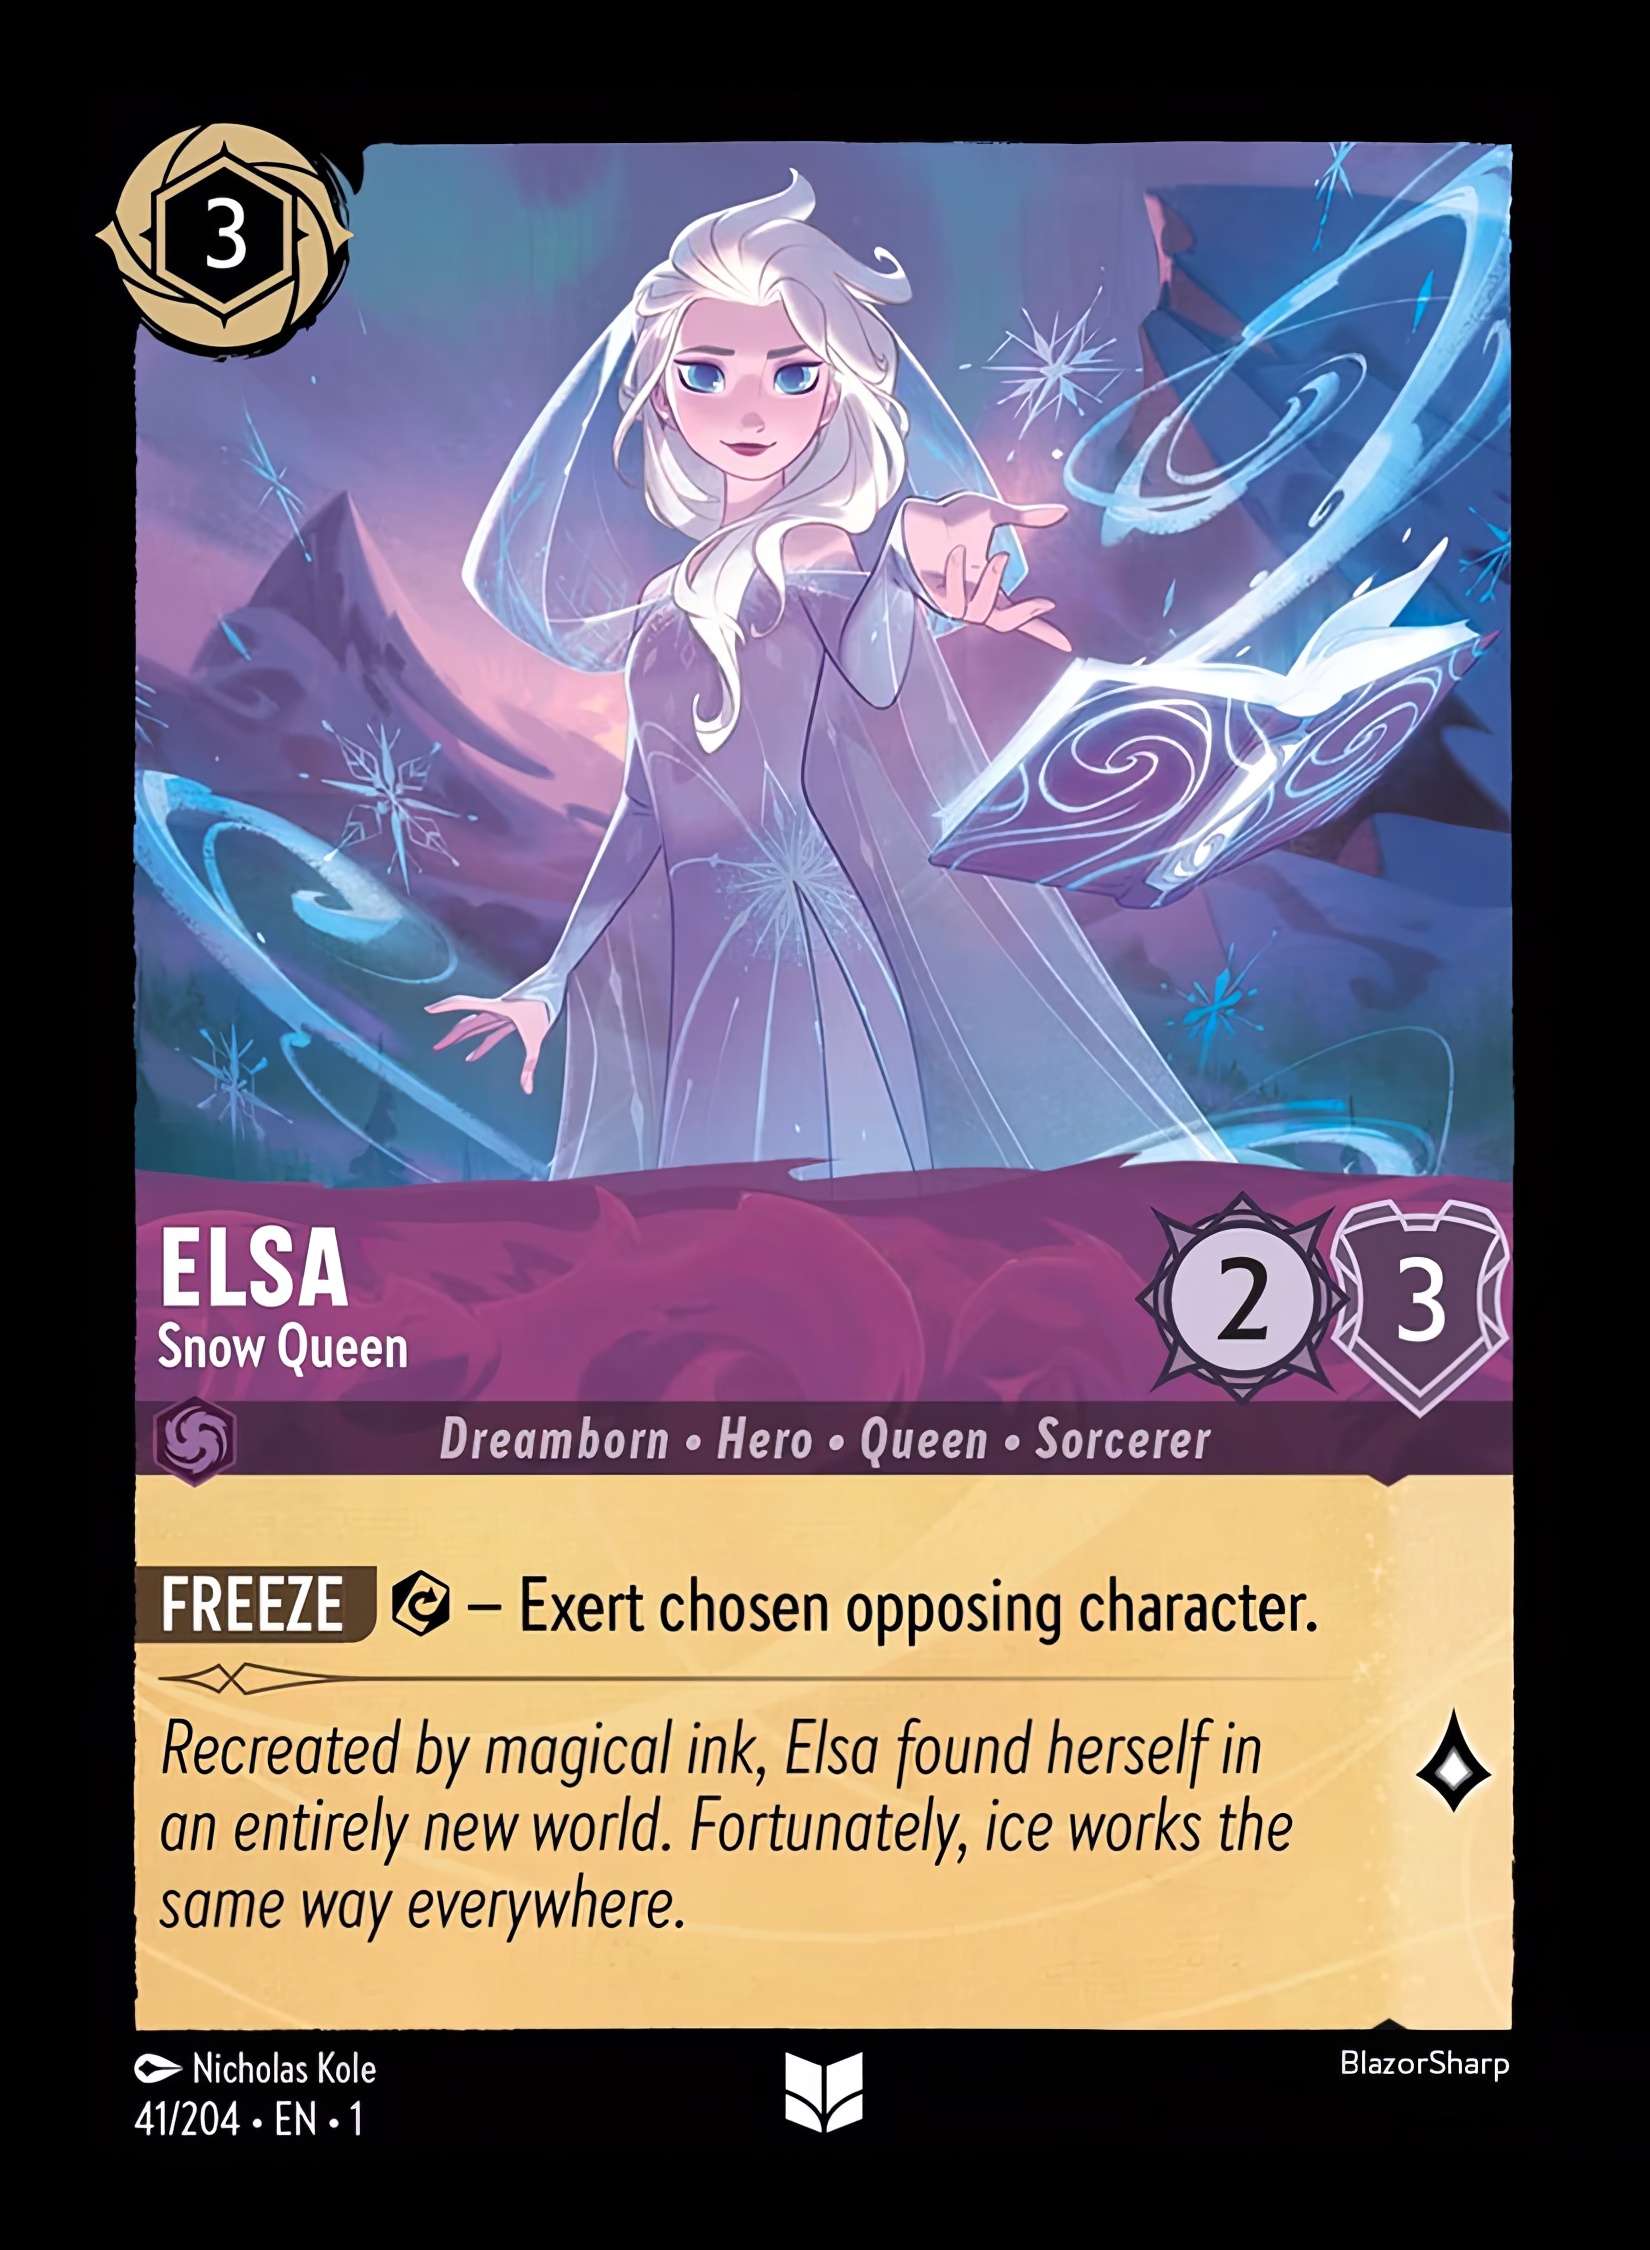 3
ELSA
Snow Queen
2
3
Dreamborn • Hero • Queen • Sorcerer
FREEZE – Exert chosen opposing character.
Recreated by magical ink, Elsa found herself in
an entirely new world. Fortunately, ice works the
same way everywhere.
Nicholas Kole
BlazorSharp
41/204 • EN • 1